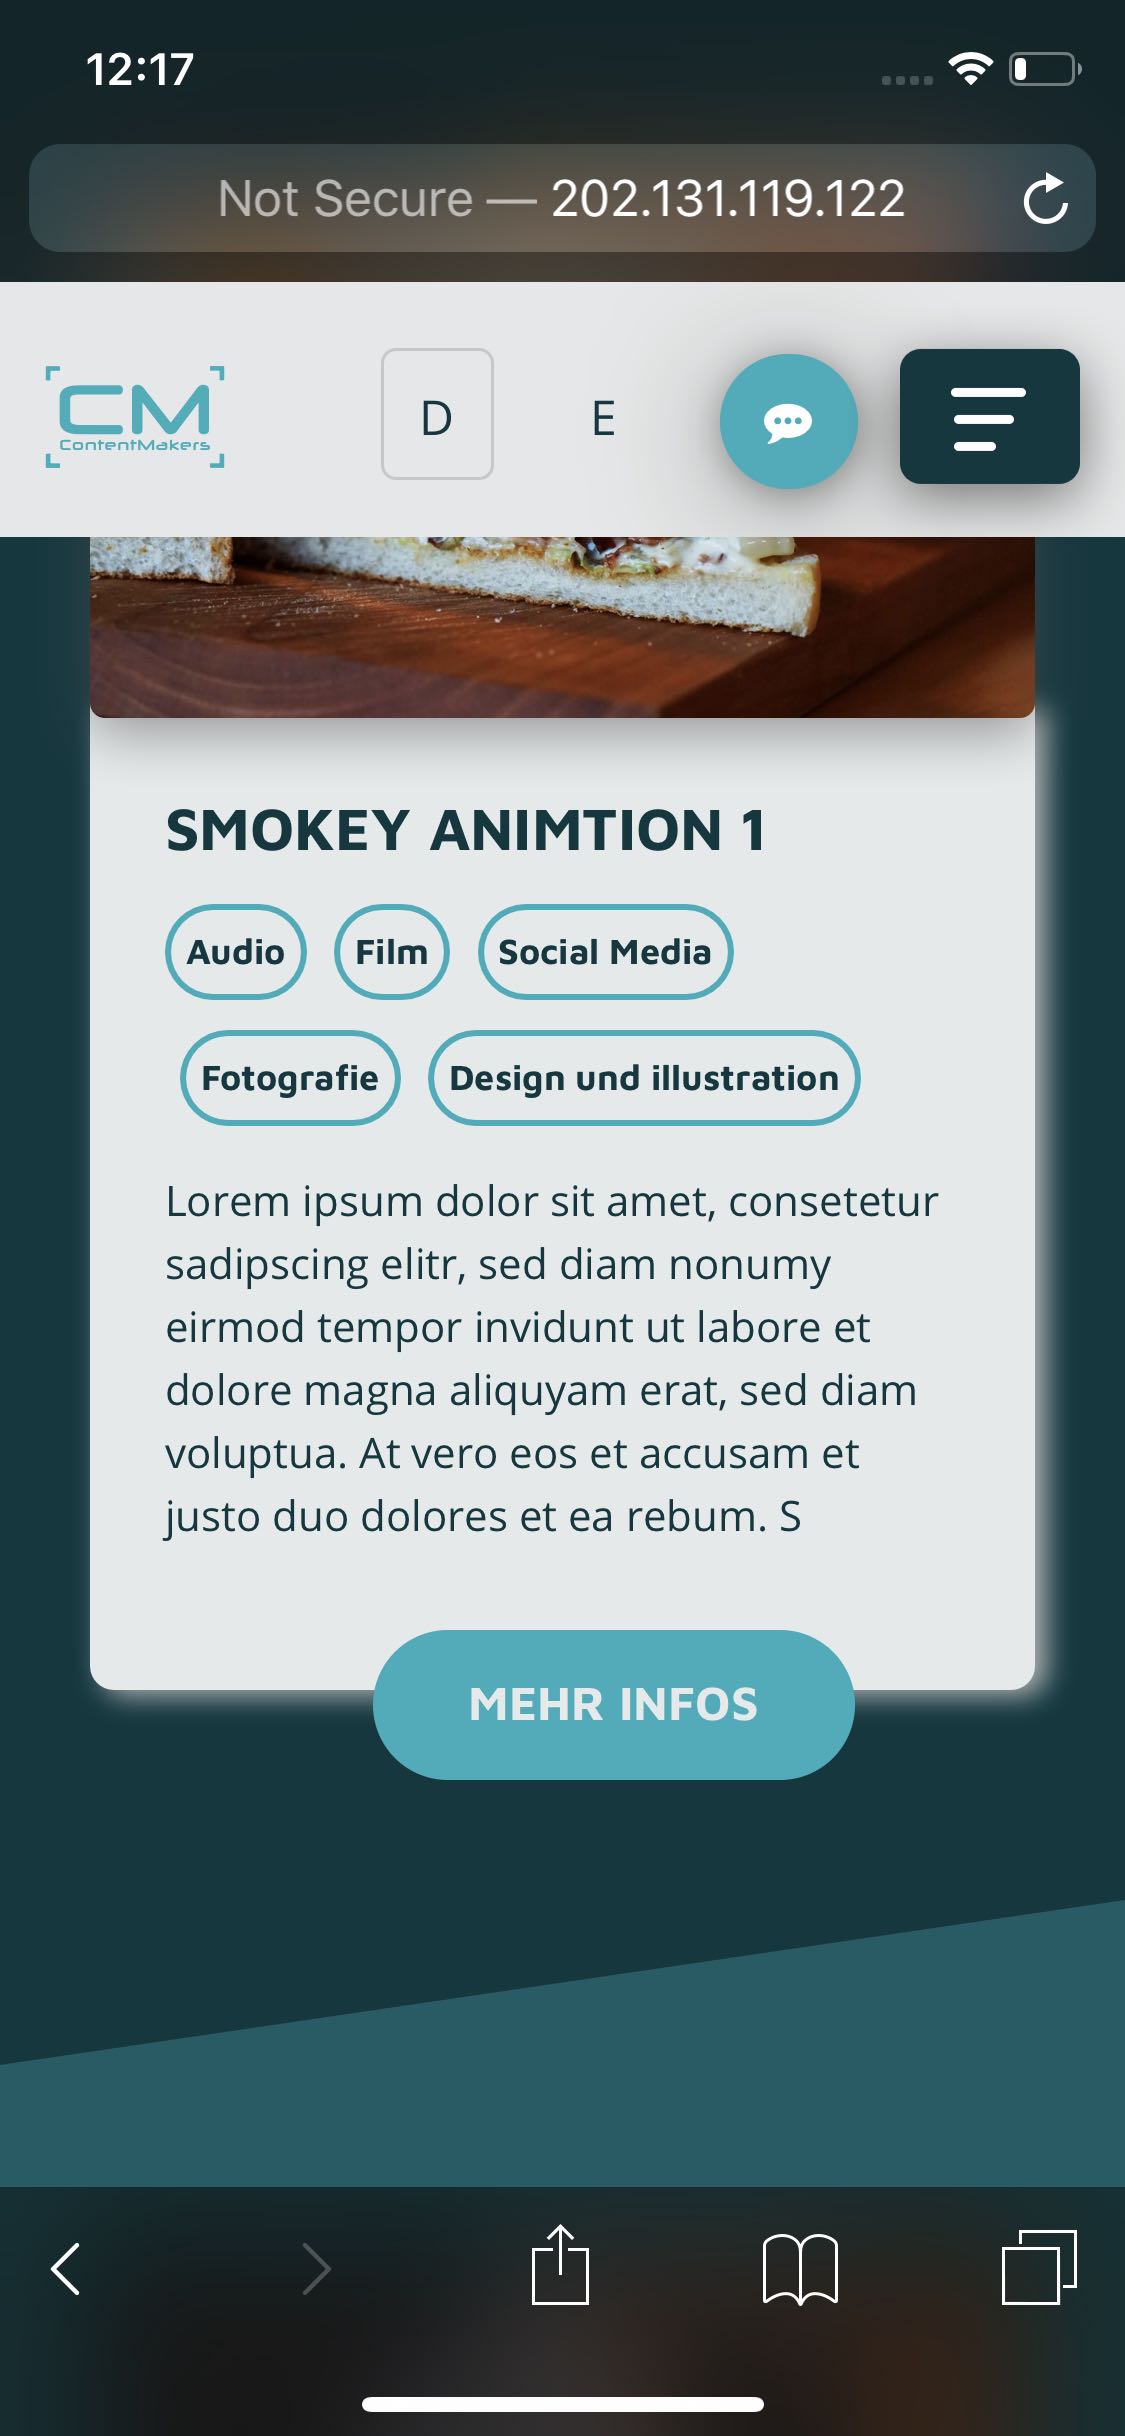 12:17
Not Secure — 202.131.119.122
CM
ContentMakers
D
E
SMOKEY ANIMTION 1
Audio
Film
Social Media
Fotografie
Design und illustration
Lorem ipsum dolor sit amet, consetetur
sadipscing elitr, sed diam nonumy
eirmod tempor invidunt ut labore et
dolore magna aliquyam erat, sed diam
voluptua. At vero eos et accusam et
justo duo dolores et ea rebum. S
MEHR INFOS